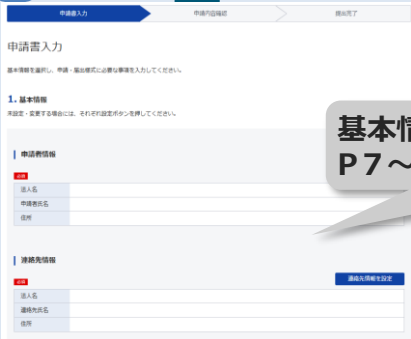 申請書入力
申請内容確認
提出完了
申請書入力
基本情報を選択し、申請・届出様式に必要な事項を入力してください。
1. 基本情報
未設定・変更する場合には、それぞれ設定ボタンを押してください。
基本情
P7～
申請者情報
必須
法人名
申請者氏名
住所
連絡先情報
連絡先情報を設定
必須
法人名
連絡先氏名
住所